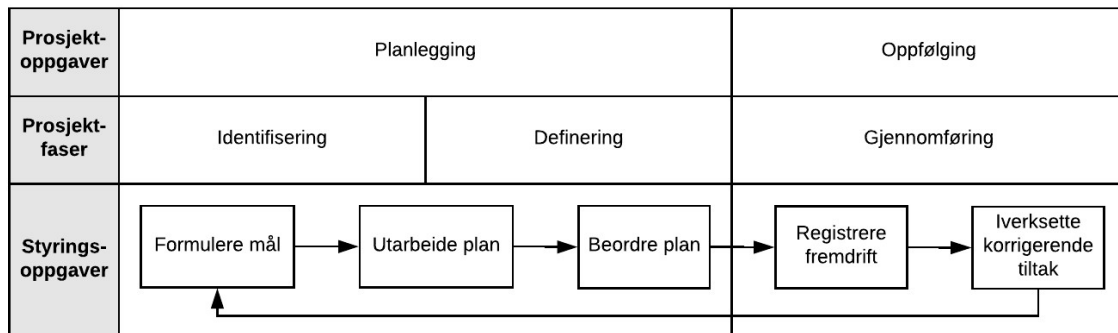 Prosjekt-
oppgaver
Planlegging
Oppfølging
Prosjekt-
faser
Identifisering
Definering
Gjennomføring
Styrings-
oppgaver
Formulere mål
Utarbeide plan
Beordre plan
Registrere
fremdrift
Iverksette
korrigerende
tiltak